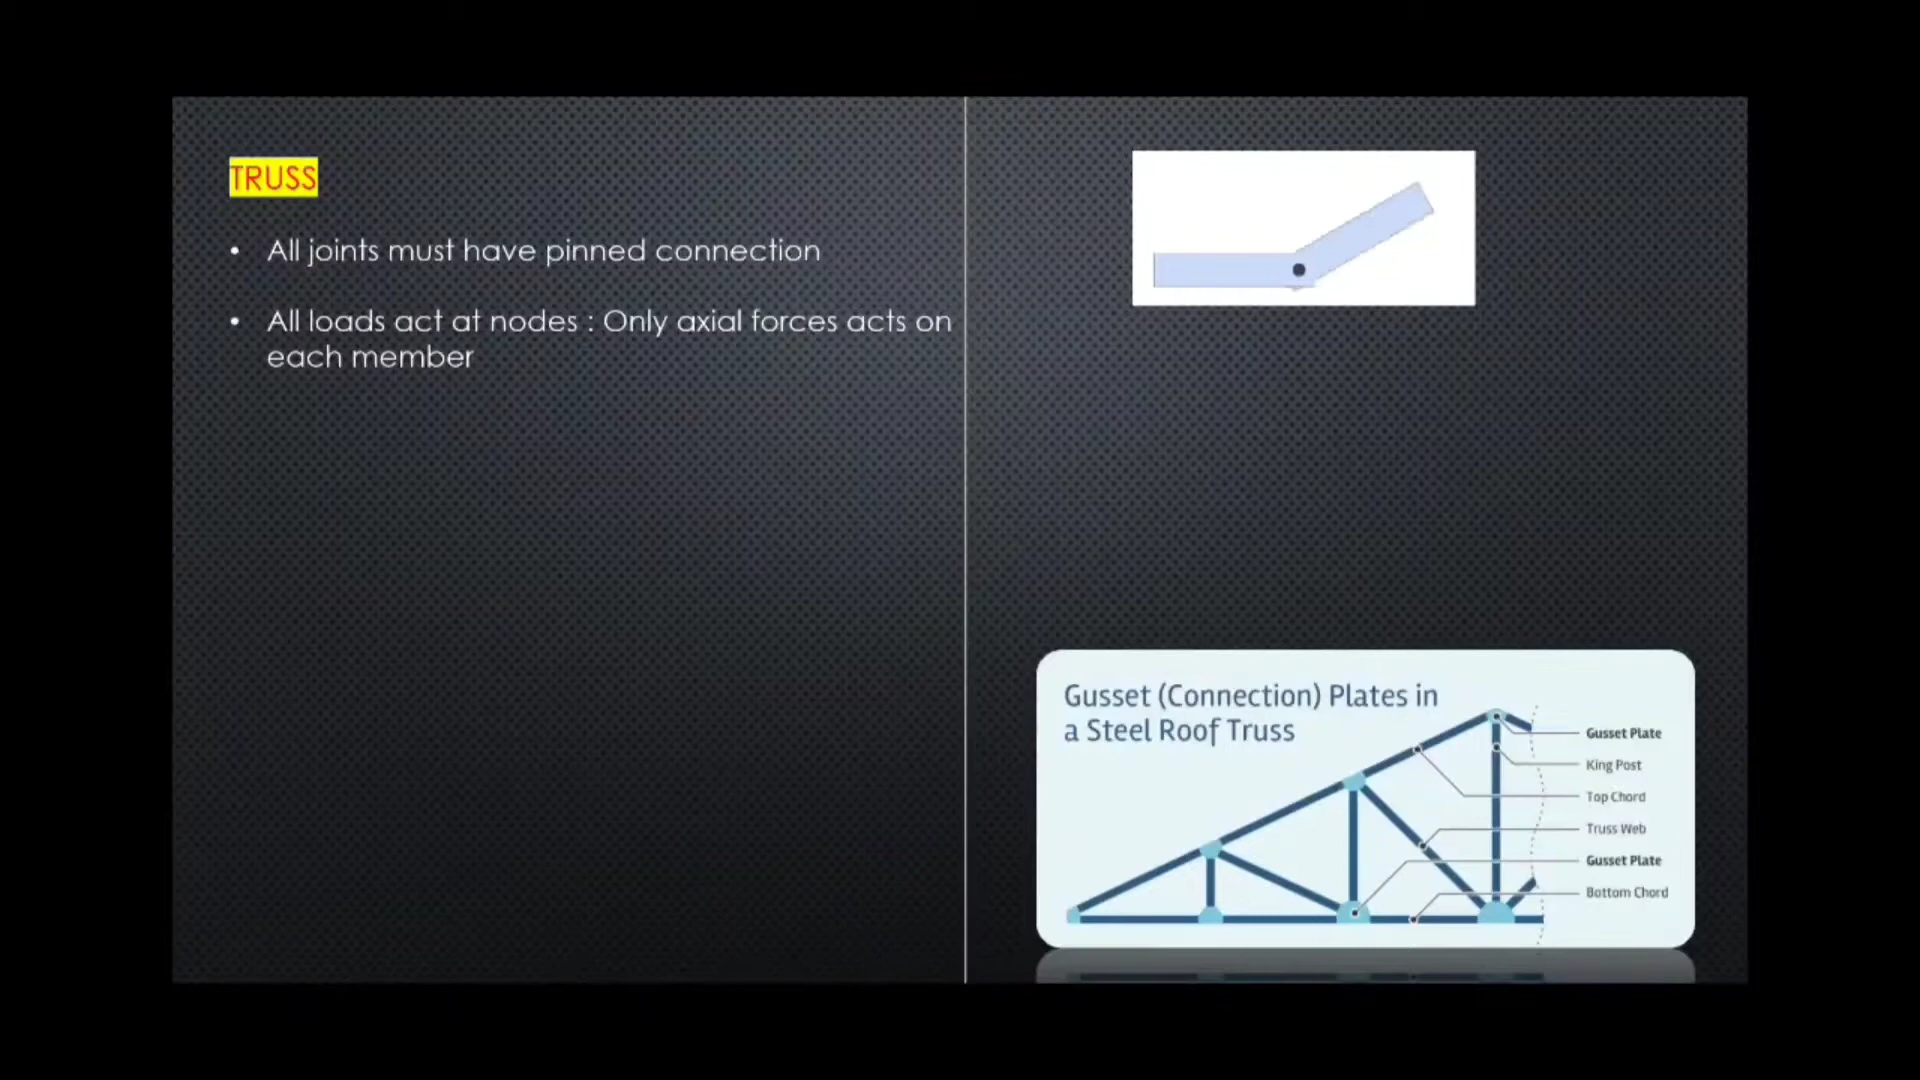 TRUSS
• All joints must have pinned connection
• All loads act at nodes : Only axial forces acts on
each member
Gusset (Connection) Plates in
a Steel Roof Truss
Gusset Plate
King Post
Top Chord
Truss Web
Gusset Plate
Bottom Chord